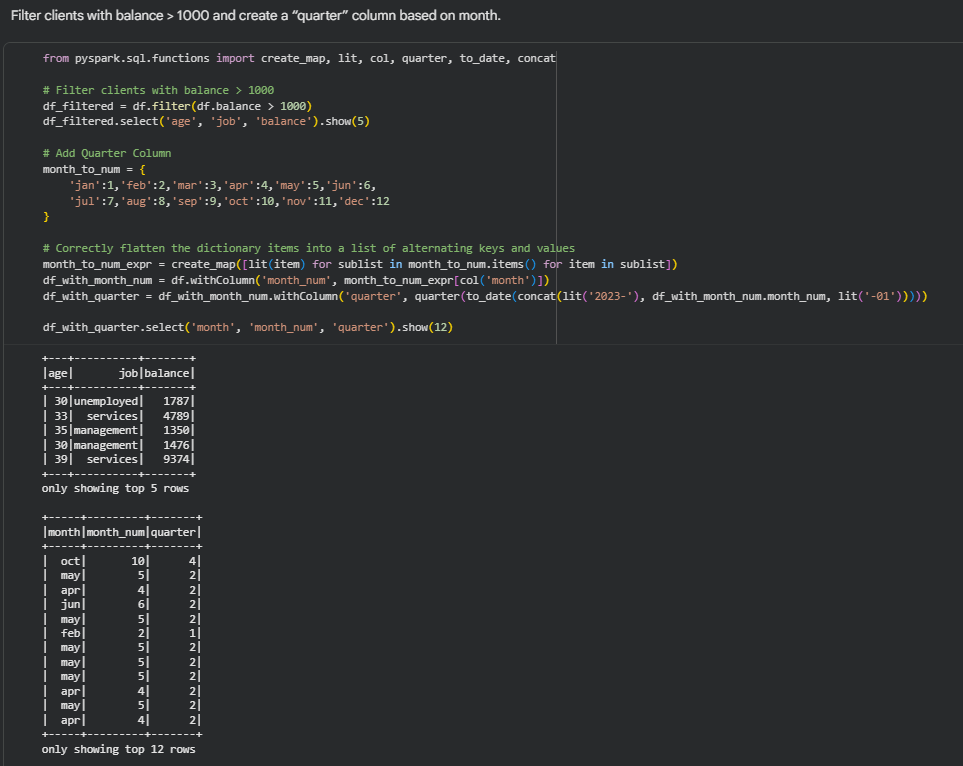 Filter clients with balance > 1000 and create a “quarter” column based on month.
from pyspark.sql.functions import create_map, lit, col, quarter, to_date, concat
# Filter clients with balance > 1000
df_filtered = df.filter(df.balance > 1000)
df_filtered.select('age', 'job', 'balance').show(5)
# Add Quarter Column
month_to_num = {
    'jan':1,'feb':2,'mar':3,'apr':4,'may':5,'jun':6,
    'jul':7,'aug':8,'sep':9,'oct':10,'nov':11,'dec':12
}
# Correctly flatten the dictionary items into a list of alternating keys and values
month_to_num_expr = create_map([lit(item) for sublist in month_to_num.items() for item in sublist])
df_with_month = df.withColumn('month_num', month_to_num_expr[col('month')])
df_with_quarter = df_with_month_num.withColumn('quarter', quarter(to_date(concat(lit('2023-'), df_with_month_num.month_num, lit('-01')))))
df_with_quarter.select('month', 'month_num', 'quarter').show(12)
+---+----------+-------+
|age|       job|balance|
+---+----------+-------+
| 30|unemployed|   1787|
| 33|  services|   4789|
| 35|management|   1350|
| 30|management|   1476|
| 39|  services|   9374|
+---+----------+-------+
only showing top 5 rows
+-----+---------+-------+
|month|month_num|quarter|
+-----+---------+-------+
|  oct|       10|      4|
|  may|        5|      2|
|  apr|        4|      2|
|  jun|        6|      2|
|  may|        5|      2|
|  feb|        2|      1|
|  may|        5|      2|
|  may|        5|      2|
|  may|        5|      2|
|  apr|        4|      2|
|  may|        5|      2|
|  apr|        4|      2|
+-----+---------+-------+
only showing top 12 rows